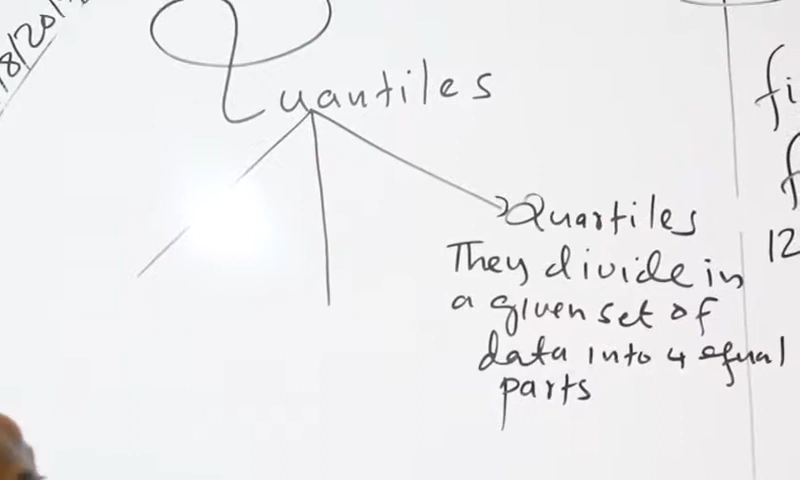 Quantiles
Quartiles
They divide in
a given set of
data into 4 equal
parts
12